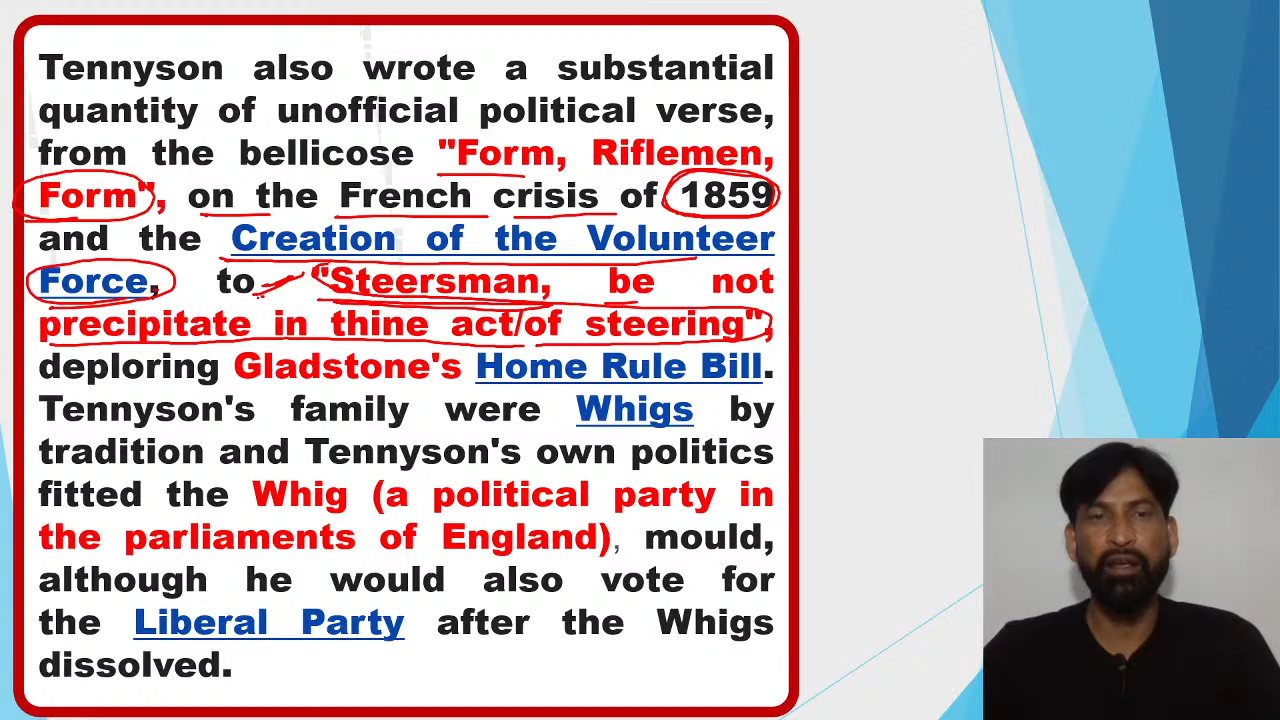 Tennyson also wrote a substantial
quantity of unofficial political verse,
from the bellicose "Form, Riflemen,
Form", on the French crisis of 1859
and the Creation of the Volunteer
Force, to "Steersman, be not
precipitate in thine act/of steering",
deploring Gladstone's Home Rule Bill.
Tennyson's family were Whigs by
tradition and Tennyson's own politics
fitted the Whig (a political party in
the parliaments of England), mould,
although he would also vote for
the Liberal Party after the Whigs
dissolved.